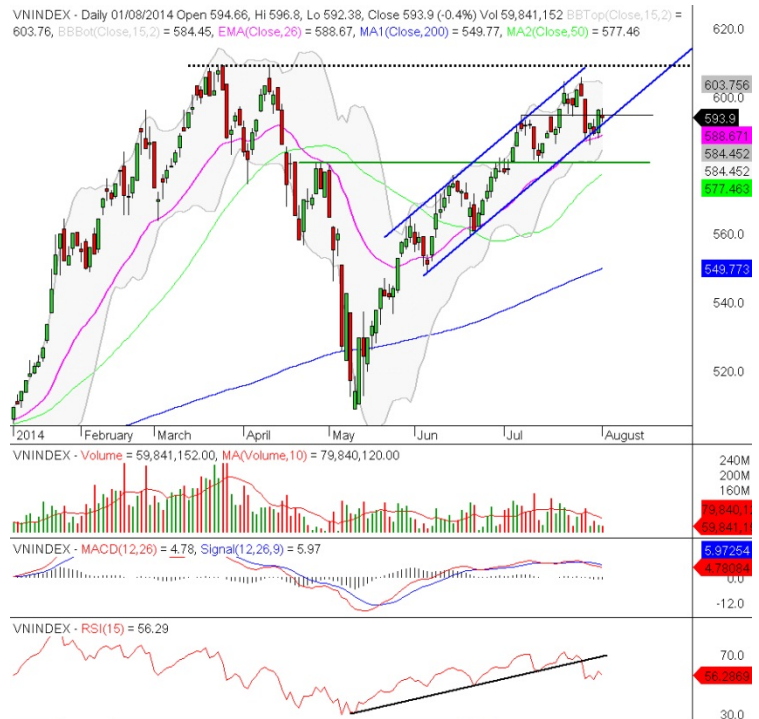 VNINDEX - Daily 01/08/2014 Open 594.66, Hi 596.8, Lo 592.38, Close 593.9 (-0.4%) Vol 59,841,152 BBTop(Close,15,2) =
603.76, BBBot(Close,15,2) = 584.45, EMA(Close,26) = 588.67, MA1(Close,200) = 549.77, MA2(Close,50) = 577.46
620.0
603.756
600.0
593.9
588.671
584.452
584.452
577.463
560.0
549.773
540.0
520.0
2014 February March April May Jun Jul August
VNINDEX - Volume = 59,841,152.00, MA(Volume,10) = 79,840,120.00
240M
200M
160M
79,840,12
59,841,15
VNINDEX - MACD(12,26) = 4.78, Signal(12,26,9) = 5.97
5.97254
4.78084
0.0
-12.0
VNINDEX - RSI(15) = 56.29
70.0
56.2869
30.0